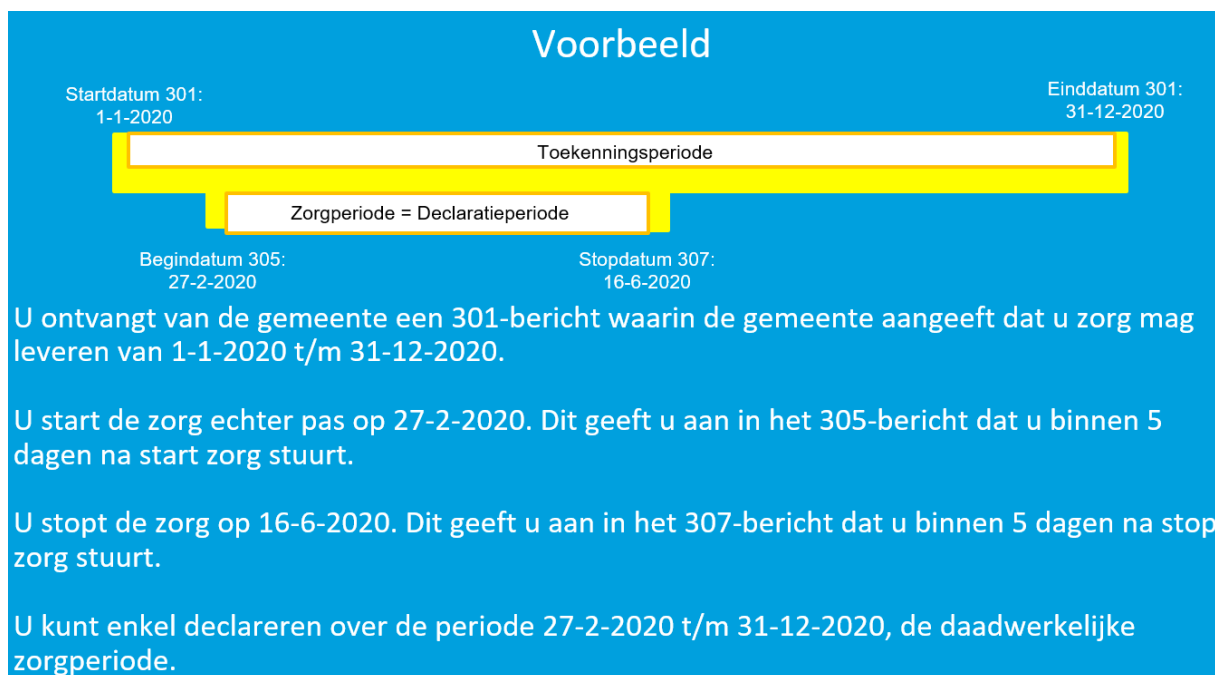 Voorbeeld
Startdatum 301:
1-1-2020
Einddatum 301:
31-12-2020
Toekenningsperiode
Zorgperiode = Declaratieperiode
Begindatum 305:
27-2-2020
Stopdatum 307:
16-6-2020
U ontvangt van de gemeente een 301-bericht waarin de gemeente aangeeft dat u zorg mag
leveren van 1-1-2020 t/m 31-12-2020.
U start de zorg echter pas op 27-2-2020. Dit geeft u aan in het 305-bericht dat u binnen 5
dagen na start zorg stuurt.
U stopt de zorg op 16-6-2020. Dit geeft u aan in het 307-bericht dat u binnen 5 dagen na stop
zorg stuurt.
U kunt enkel declareren over de periode 27-2-2020 t/m 31-12-2020, de daadwerkelijke
zorgperiode.